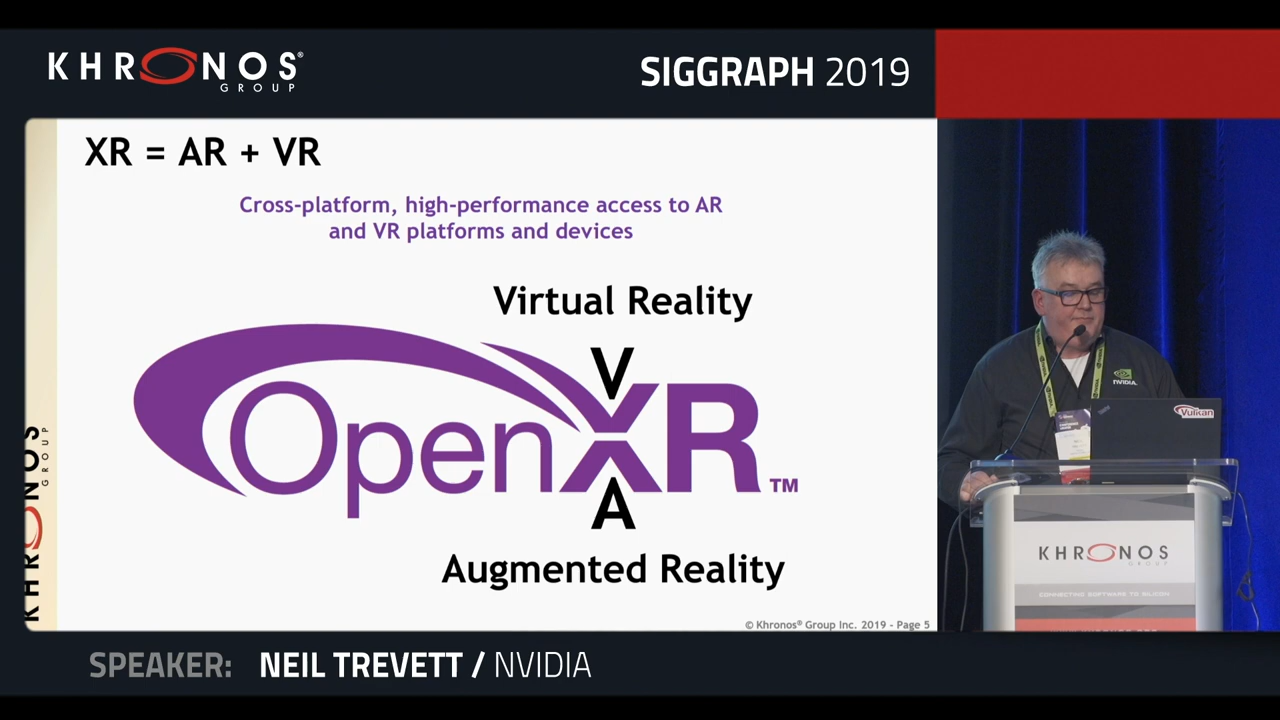 KHRONOS®
GROUP
SIGGRAPH 2019
XR = AR + VR
Cross-platform, high-performance access to AR
and VR platforms and devices
Virtual Reality
V
OpenXR™
A
Augmented Reality
© Khronos® Group Inc. 2019 - Page 5
KHRONOS
GROUP
NVIDIA.
Vulkan
KHRONOS
GROUP
CONNECTING SOFTWARE TO SILICON
SPEAKER: NEIL TREVETT / NVIDIA